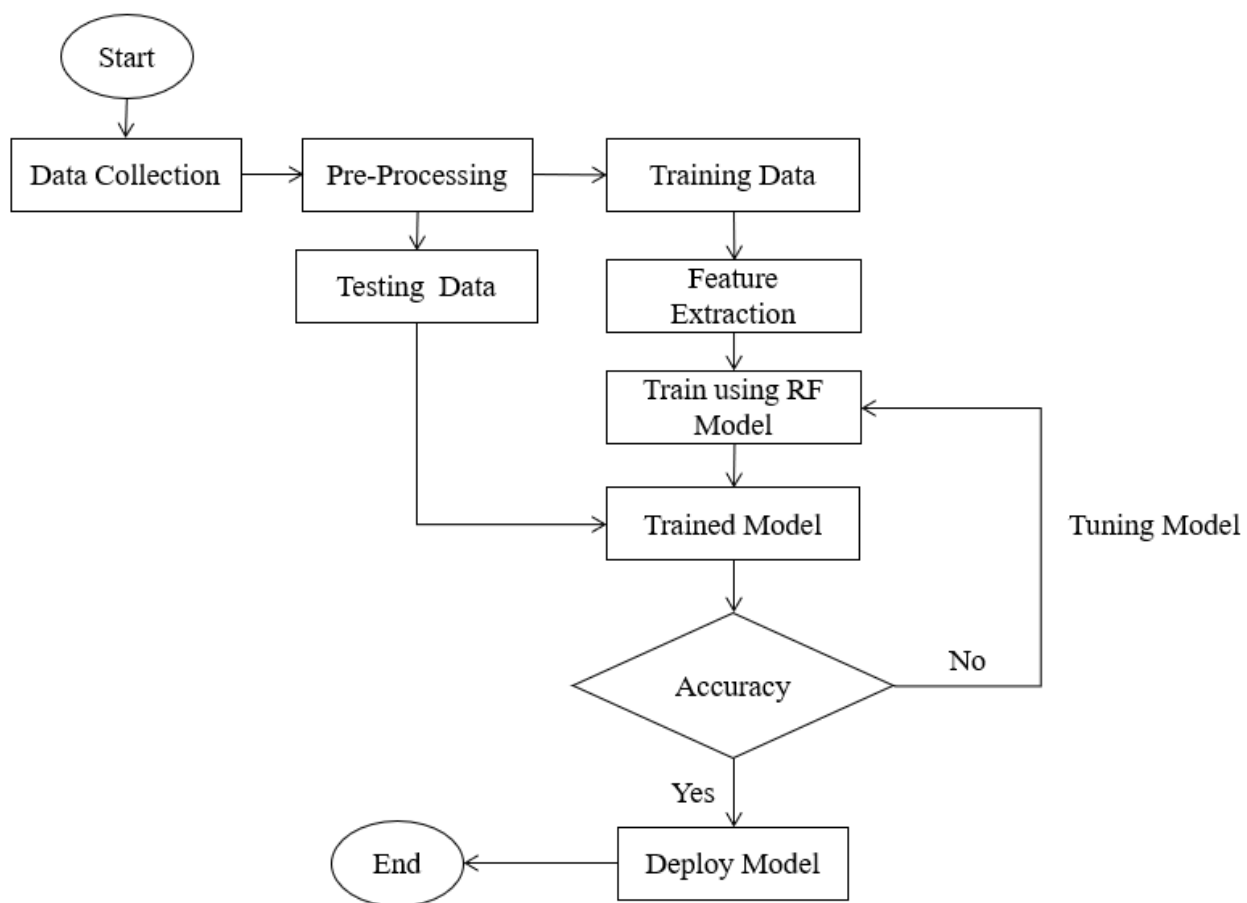 Start
Data Collection
Pre-Processing
Training Data
Testing Data
Feature
Extraction
Train using RF
Model
Trained Model
Tuning Model
Accuracy
No
Yes
Deploy Model
End